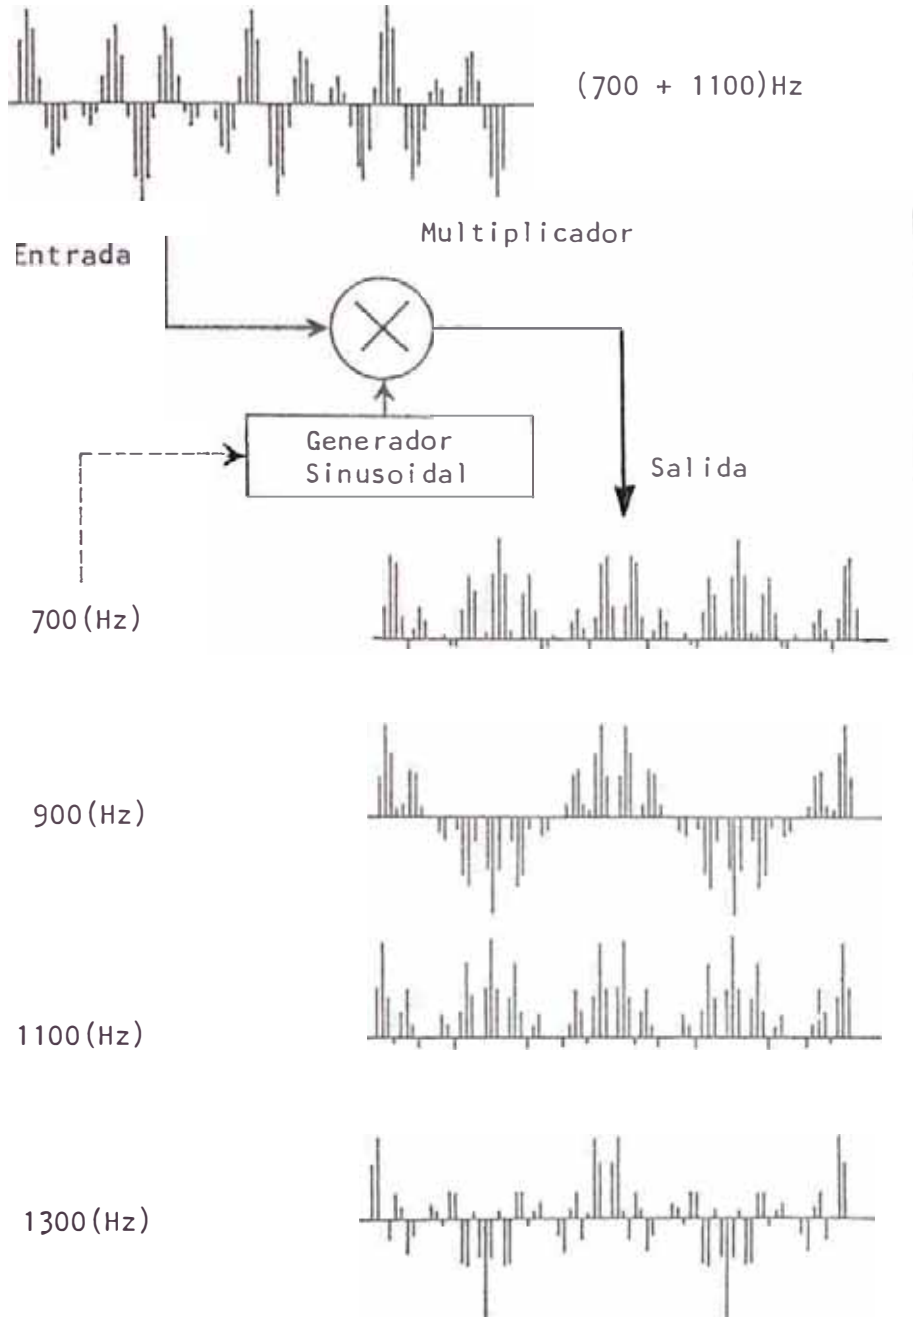 (700 + 1100)Hz
Multiplicador
Entrada
Generador
Sinusoidal
Salida
700(Hz)
900(Hz)
1100(Hz)
1300(Hz)